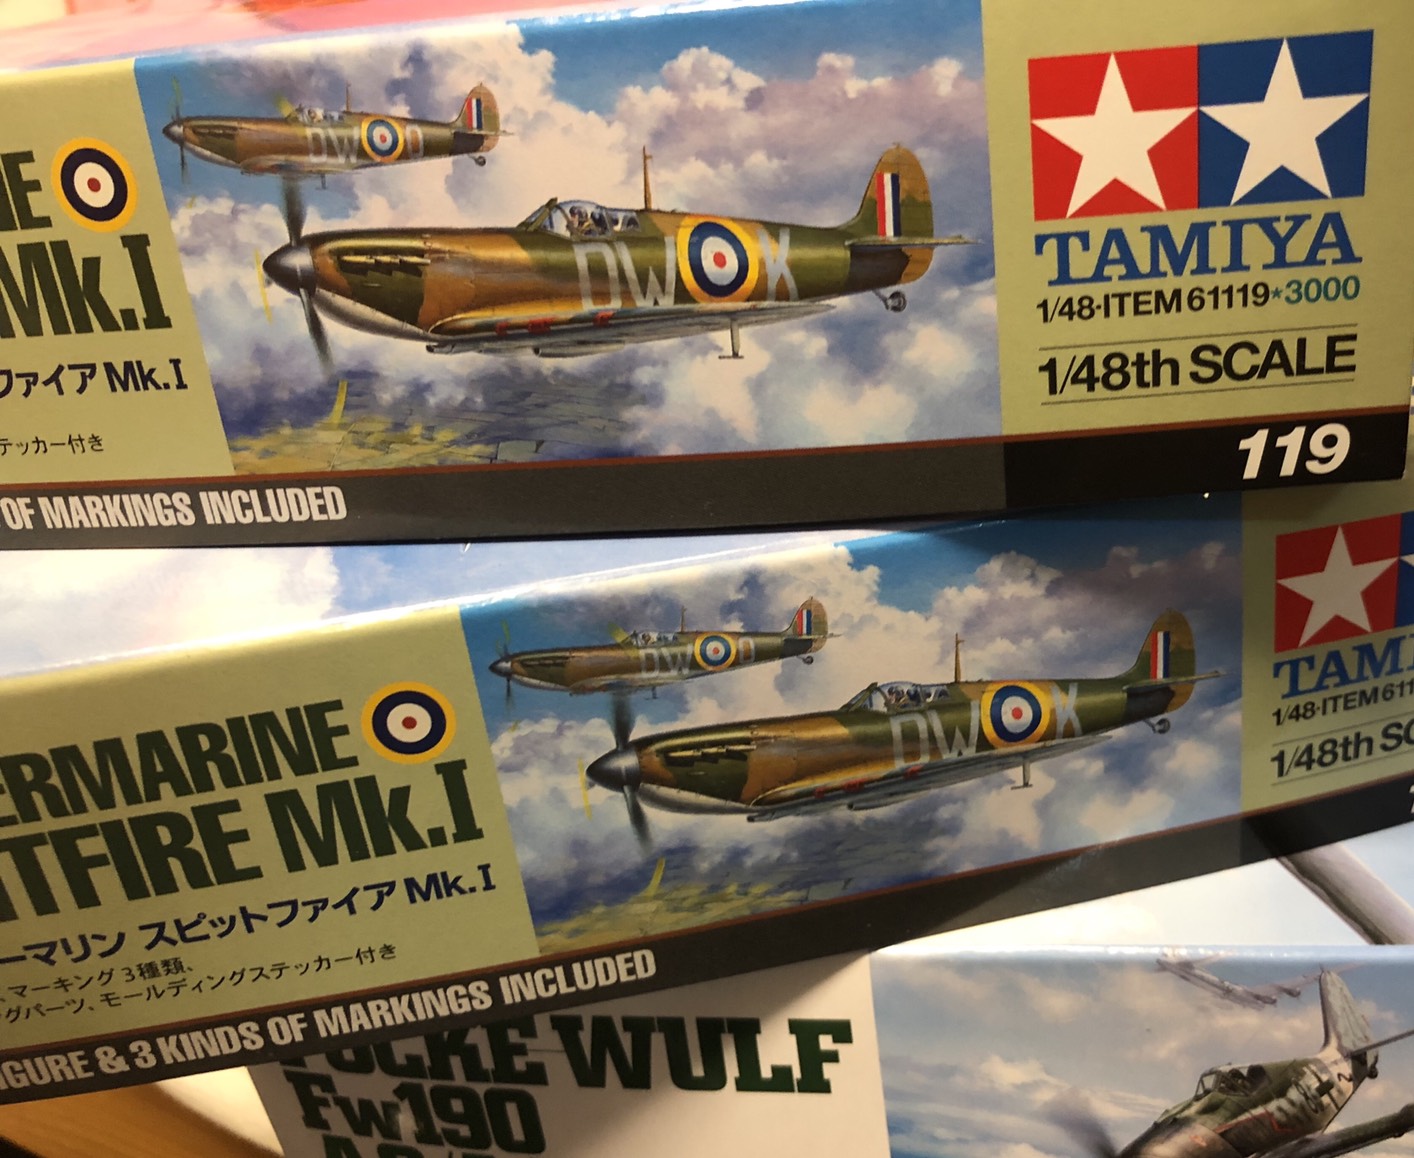 Mk.I
ファイア Mk.I
テッカー付き
OF MARKINGS INCLUDED
DW O
DW K
TAMIYA
1/48·ITEM 61119★3000
1/48th SCALE
119
ERMARINE
TFIRE Mk.I
ーマリン スピットファイア Mk.I
、マーキング3種類、
グパーツ、モールディングステッカー付き
FIGURE & 3 KINDS OF MARKINGS INCLUDED
DW O
DW K
TAMI
1/48·ITEM 611
1/48th SC
FOCKE WULF
Fw190